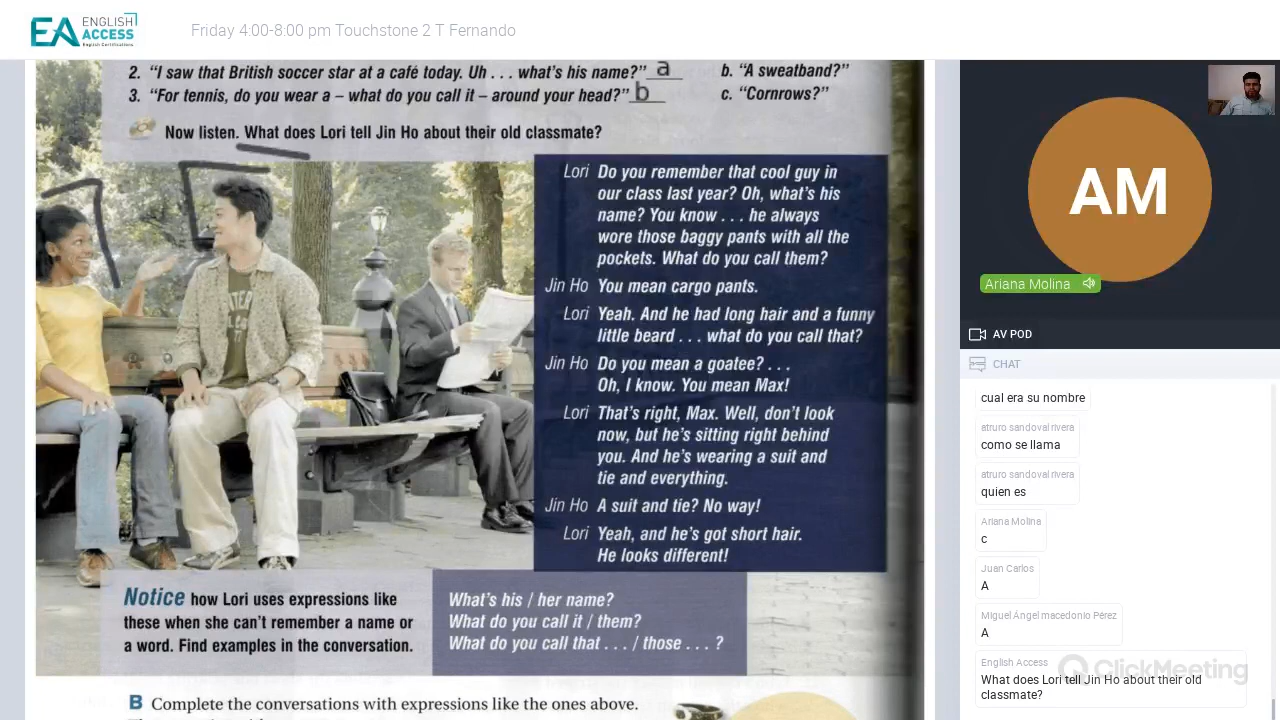 EA ENGLISH ACCESS
English Certifications
Friday 4:00-8:00 pm Touchstone 2 T Fernando
2. "I saw that British soccer star at a café today. Uh . . . what's his name?" a b. "A sweatband?"
3. "For tennis, do you wear a – what do you call it – around your head?" b c. "Cornrows?"
Now listen. What does Lori tell Jin Ho about their old classmate?
Lori Do you remember that cool guy in
our class last year? Oh, what's his
name? You know . . . he always
wore those baggy pants with all the
pockets. What do you call them?
Jin Ho You mean cargo pants.
Lori Yeah. And he had long hair and a funny
little beard . . . what do you call that?
Jin Ho Do you mean a goatee? . . .
Oh, I know. You mean Max!
Lori That's right, Max. Well, don't look
now, but he's sitting right behind
you. And he's wearing a suit and
tie and everything.
Jin Ho A suit and tie? No way!
Lori Yeah, and he's got short hair.
He looks different!
Notice how Lori uses expressions like
these when she can't remember a name or
a word. Find examples in the conversation.
What's his / her name?
What do you call it / them?
What do you call that . . . / those . . . ?
B Complete the conversations with expressions like the ones above.
AM
Ariana Molina
AV POD
CHAT
cual era su nombre
atruro sandoval rivera
como se llama
atruro sandoval rivera
quien es
Ariana Molina
c
Juan Carlos
A
Miguel Ángel macedonio Pérez
A
English Access
What does Lori tell Jin Ho about their old
classmate?
ClickMeeting